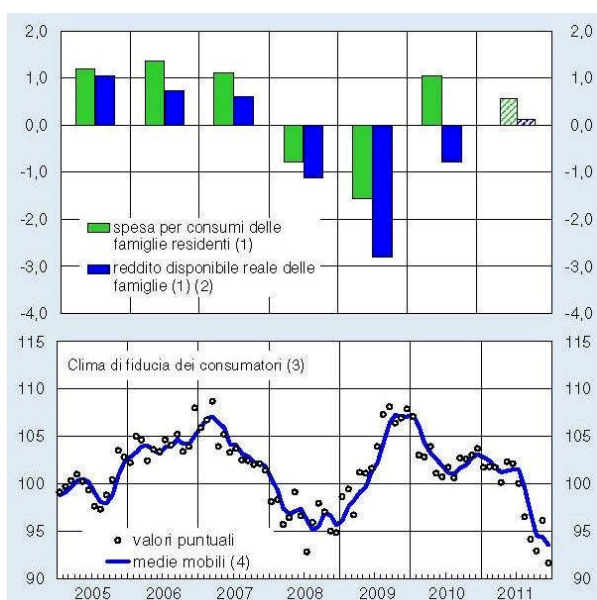 2,0 2,0
1,0 1,0
0,0 0,0
-1,0 -1,0
-2,0 -2,0
-3,0 -3,0
-4,0 -4,0
spesa per consumi delle
famiglie residenti (1)
reddito disponibile reale delle
famiglie (1) (2)
115 115
110 110
105 105
100 100
95 95
90 90
Clima di fiducia dei consumatori (3)
valori puntuali
medie mobili (4)
2005 2006 2007 2008 2009 2010 2011